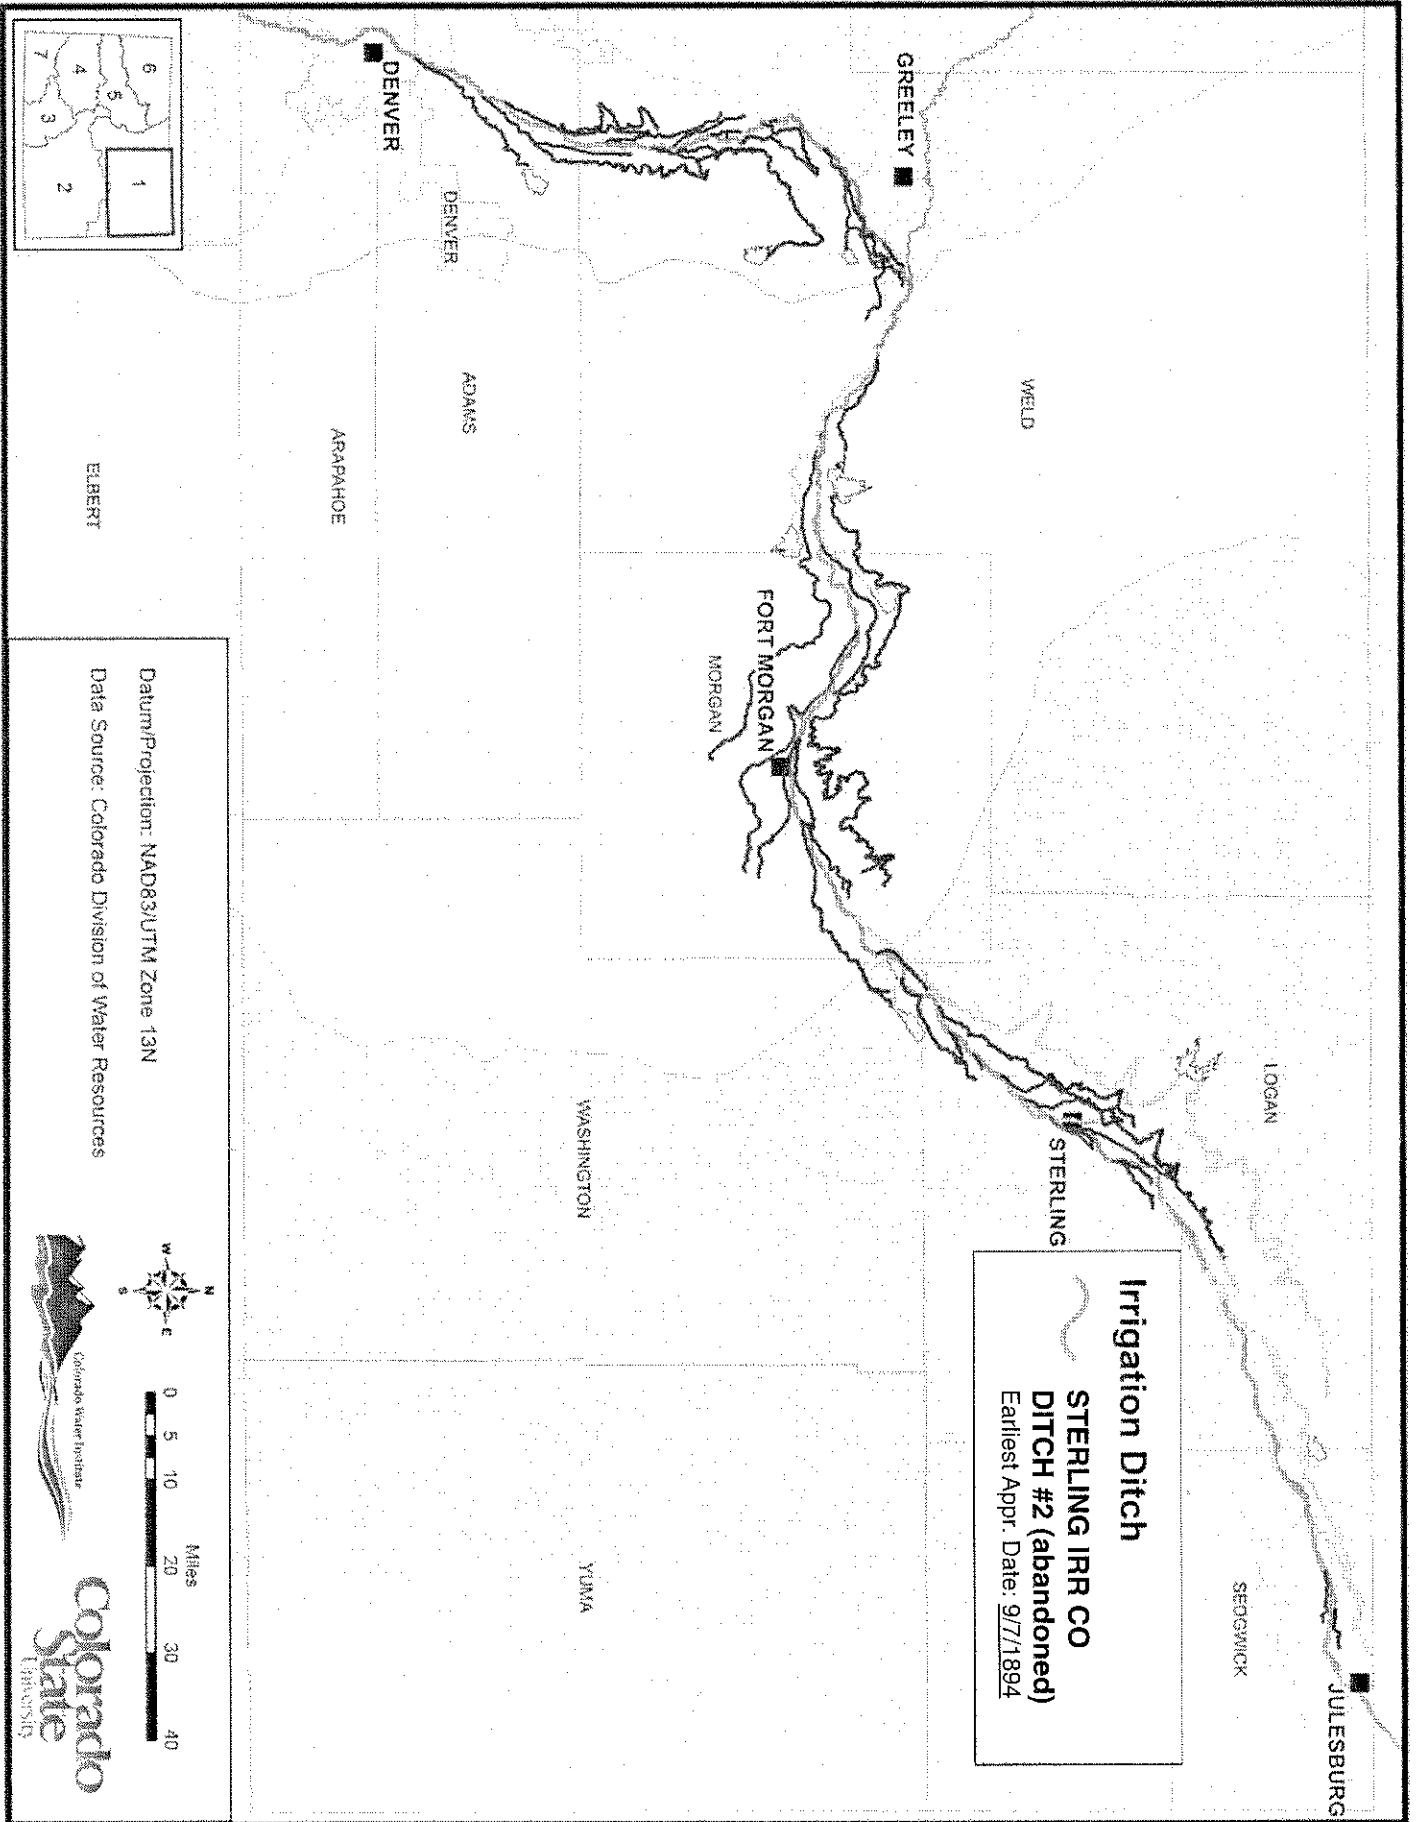 JULESBURG
SEDGWICK
LOGAN
Irrigation Ditch
STERLING IRR CO
DITCH #2 (abandoned)
Earliest Appr. Date: 9/7/1894
STERLING
WELD
GREELEY
FORT MORGAN
MORGAN
WASHINGTON
YUMA
DENVER
DENVER
ADAMS
ARAPAHOE
ELBERT
6
5
4
7
3
1
2
Datum/Projection: NAD83/UTM Zone 13N
Data Source: Colorado Division of Water Resources
N
W
E
S
Miles
0 5 10 20 30 40
Colorado Water Institute
Colorado
State
University